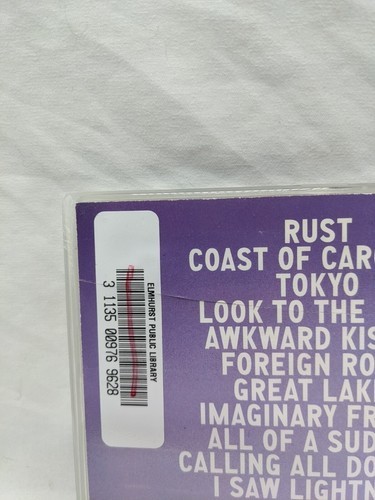 ELMHURST PUBLIC LIBRARY
3 1135 00976 9628
RUST
COAST OF CARO
TOKYO
LOOK TO THE
AWKWARD KIS
FOREIGN RO
GREAT LAKE
IMAGINARY FR
ALL OF A SUD
CALLING ALL DO
I SAW LIGHTN